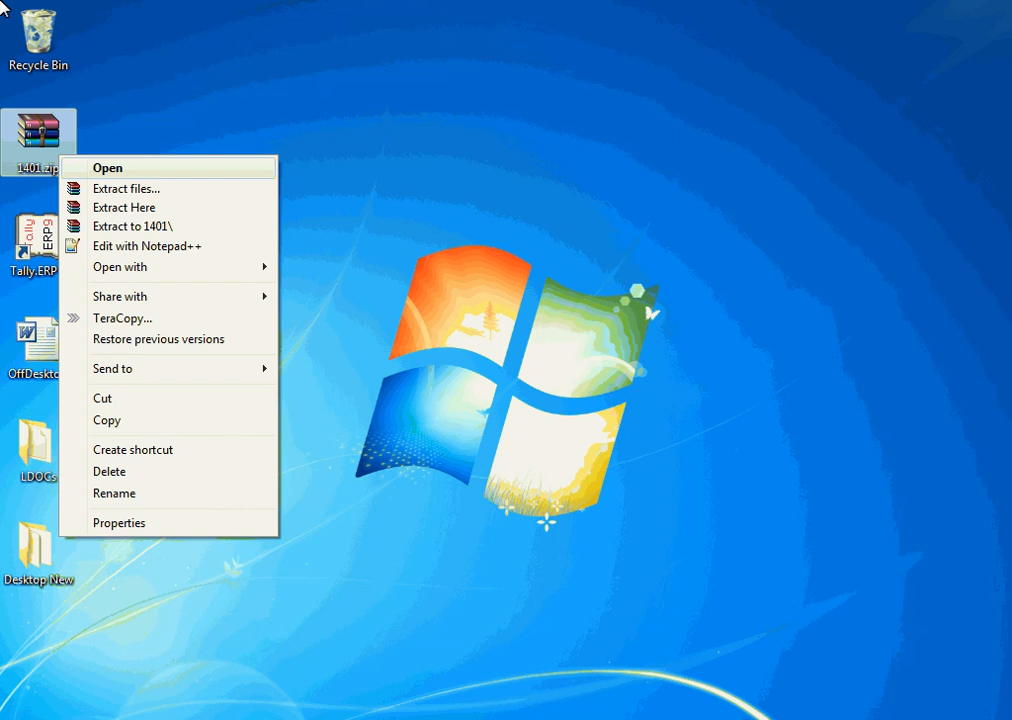 Recycle Bin
1401.zip
Open
Extract files...
Extract Here
Extract to 1401\
Edit with Notepad++
Open with
Share with
TeraCopy...
Restore previous versions
Send to
Cut
Copy
Create shortcut
Delete
Rename
Properties
ally
ERP9
Tally.ERP
OffDeskto
LDOCs
Desktop New